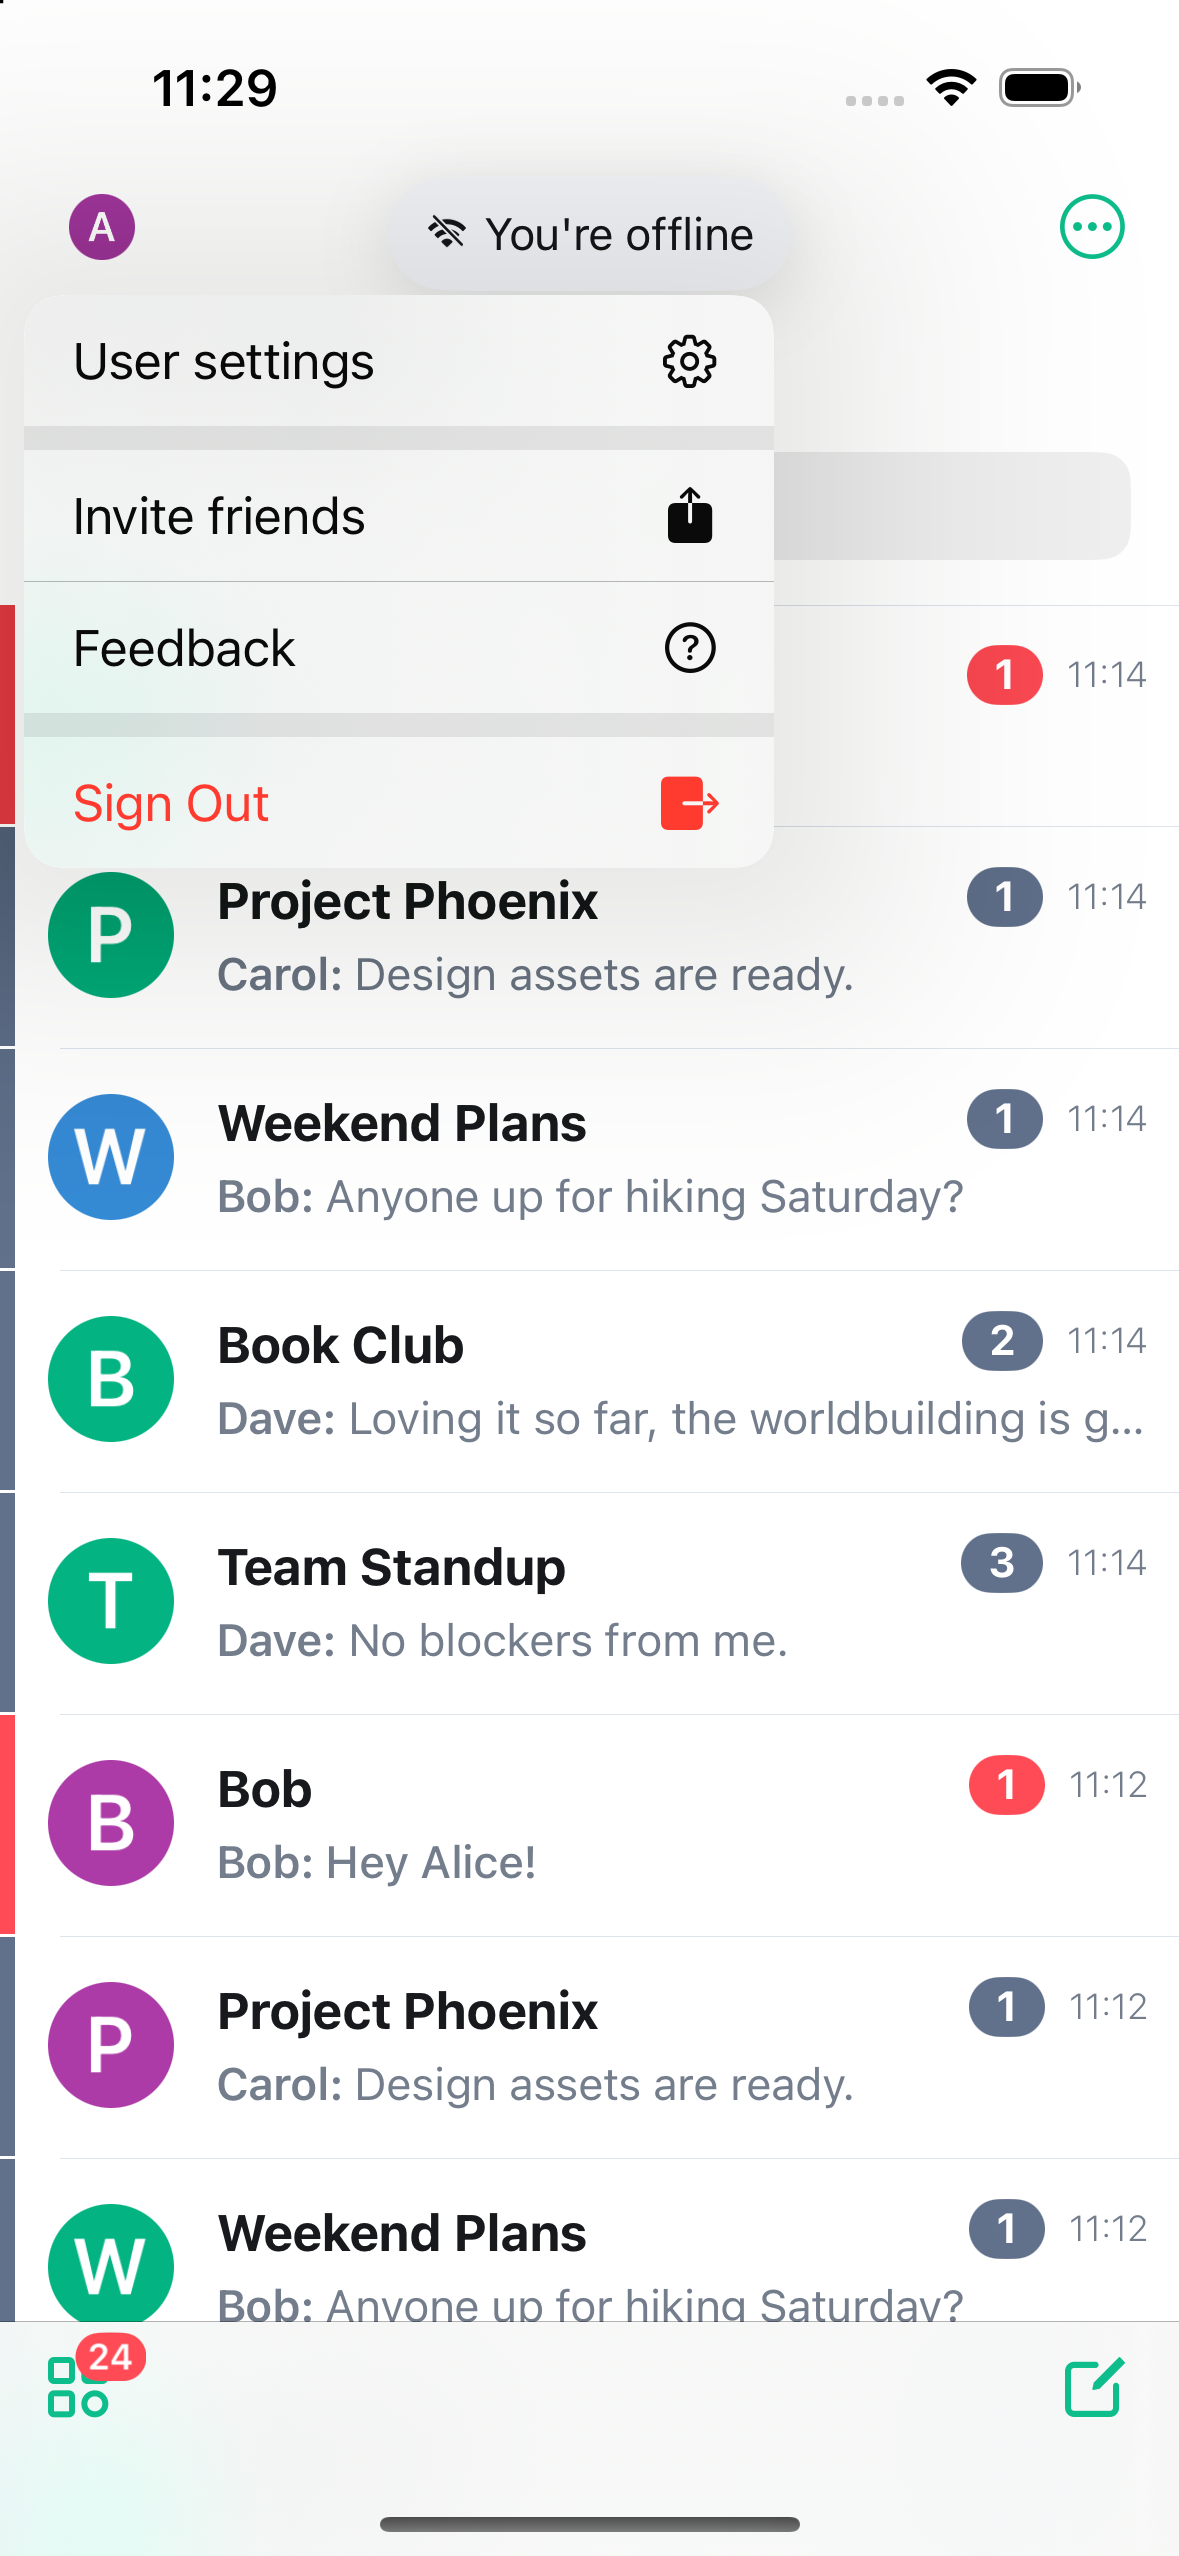 11:29
A
You're offline
User settings
Invite friends
Feedback
Sign Out
1 11:14
P
Project Phoenix 1 11:14
Carol: Design assets are ready.
W
Weekend Plans 1 11:14
Bob: Anyone up for hiking Saturday?
B
Book Club 2 11:14
Dave: Loving it so far, the worldbuilding is g...
T
Team Standup 3 11:14
Dave: No blockers from me.
B
Bob 1 11:12
Bob: Hey Alice!
P
Project Phoenix 1 11:12
Carol: Design assets are ready.
W
Weekend Plans 1 11:12
Bob: Anyone up for hiking Saturday?
24